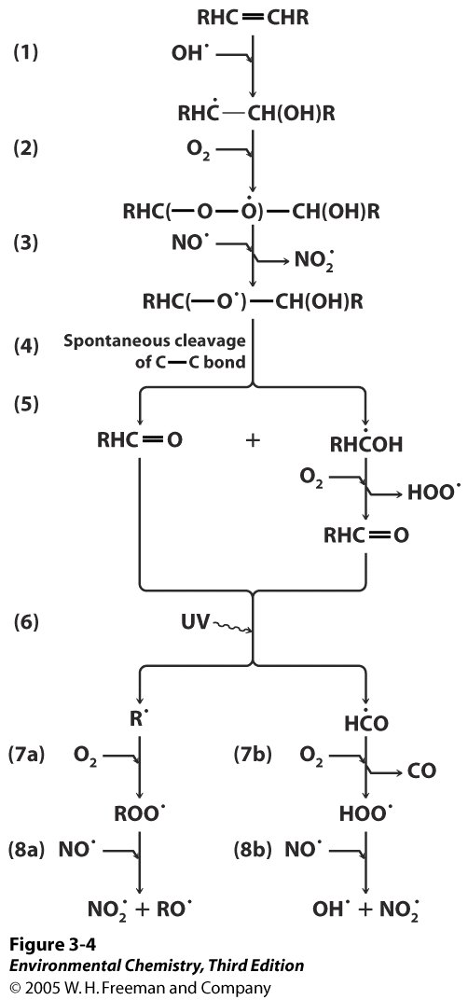 RHC=CHR
(1) OH•
RHĊ—CH(OH)R
(2) O₂
RHC(—O—Ȯ)—CH(OH)R
(3) NO• NO₂•
RHC(—O•)—CH(OH)R
(4) Spontaneous cleavage
of C—C bond
(5)
RHC=O + RHĊOH
O₂ HOO•
RHC=O
(6) UV
R• HĊO
(7a) O₂ (7b) O₂ CO
ROO• HOO•
(8a) NO• (8b) NO•
NO₂• + RO• OH• + NO₂•
Figure 3-4
Environmental Chemistry, Third Edition
© 2005 W. H. Freeman and Company